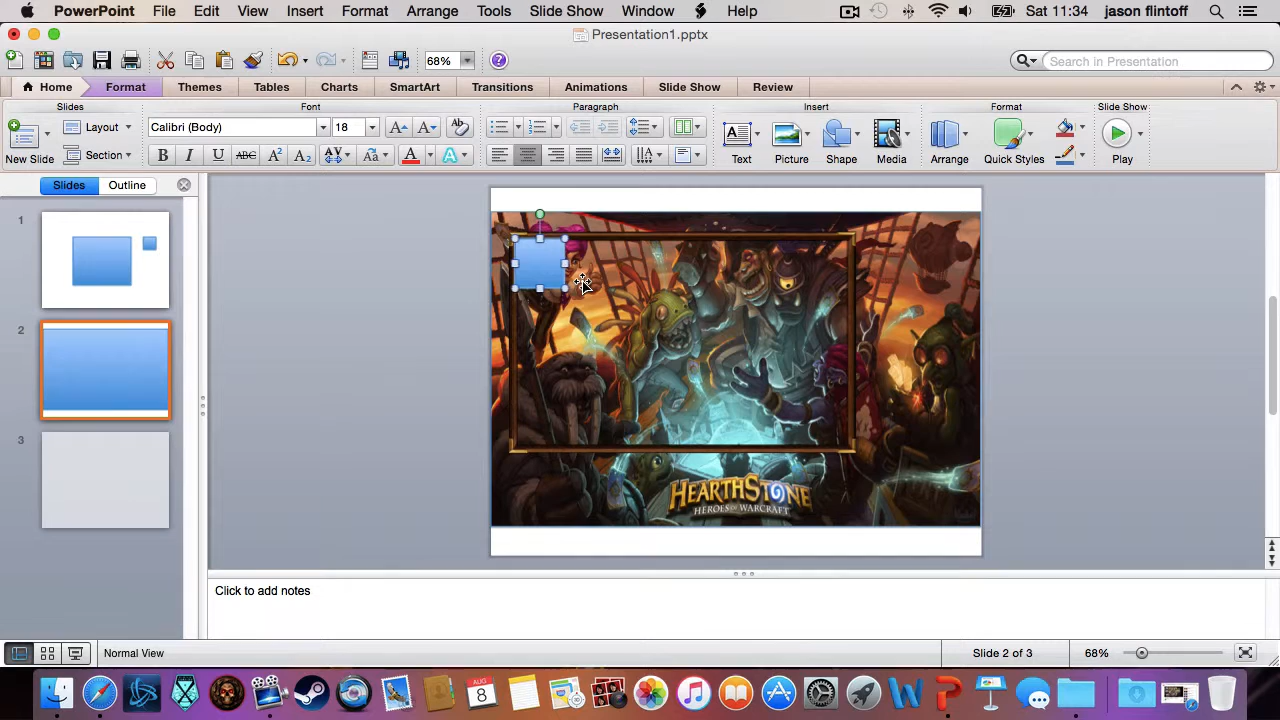 PowerPoint File Edit View Insert Format Arrange Tools Slide Show Window Help Sat 11:34 jason flintoff
Presentation1.pptx
68% Search in Presentation
Home Format Themes Tables Charts SmartArt Transitions Animations Slide Show Review
Slides Font Paragraph Insert Format Slide Show
Layout Calibri (Body) 18
New Slide Section B I U ABC Text Picture Shape Media Arrange Quick Styles Play
Slides Outline
1
2
3
HEARTHSTONE
HEROES OF WARCRAFT
Click to add notes
Normal View Slide 2 of 3 68%
AUG
8